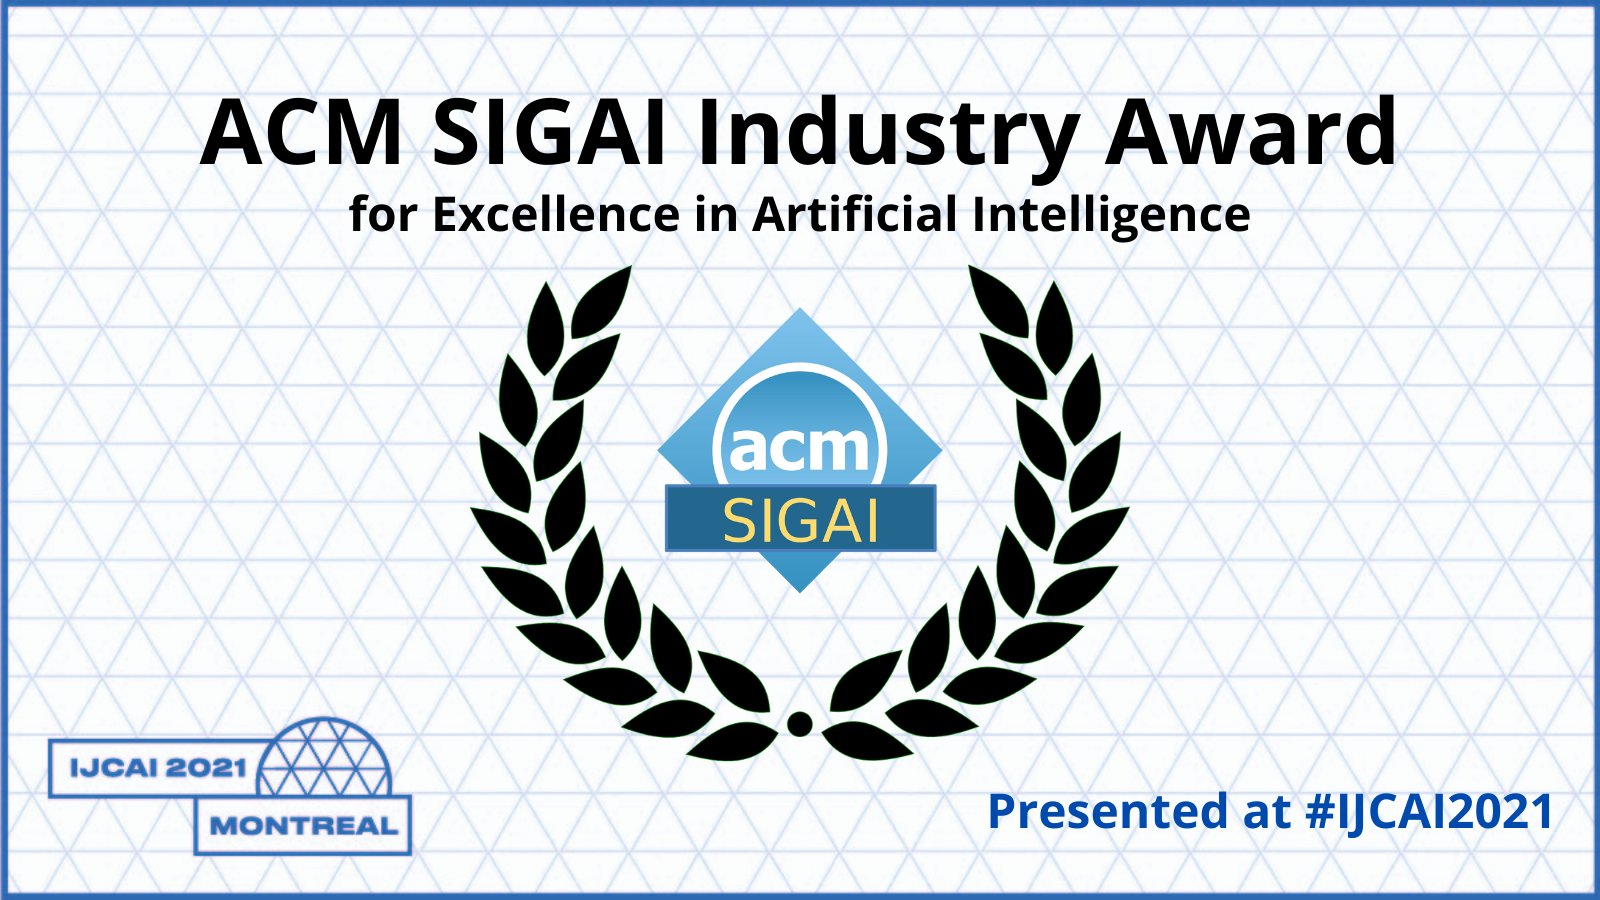 ACM SIGAI Industry Award
for Excellence in Artificial Intelligence
acm
SIGAI
IJCAI 2021
MONTREAL
Presented at #IJCAI2021